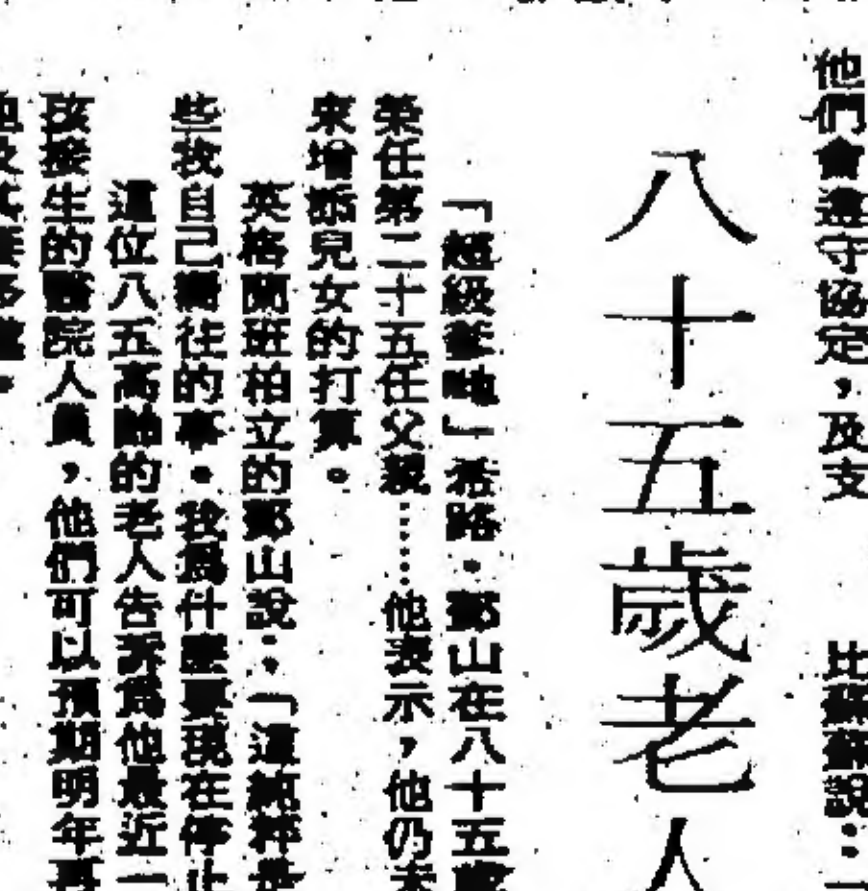 他們會遵守協定，及支
比蘇蘇說：「
八十五歲老人
「超級爹哋」希路·鄧山在八十五歲
榮任第二十五任父親……他表示，他仍未
來增添兒女的打算。
英格蘭班柏立的鄧山說：「這純粹是
些我自己嚮往的事。我爲什麼要現在停止
這位八五高齡的老人告訴爲他最近一
孩接生的醫院人員，他們可以預期明年再